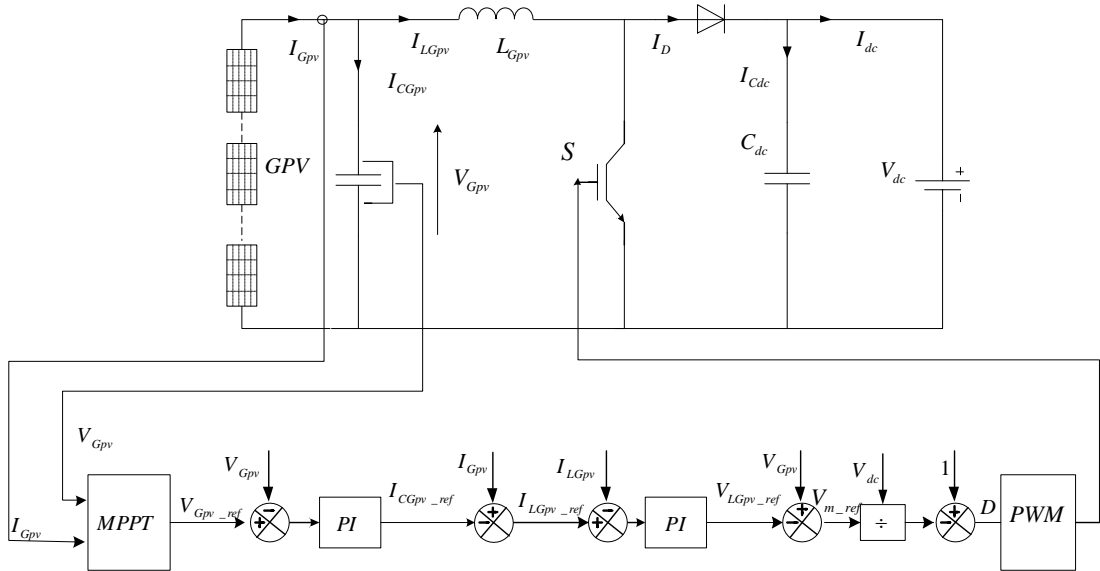 I_Gpv
I_LGpv
L_Gpv
I_D
I_dc
I_CGpv
I_Cdc
GPV
V_Gpv
S
C_dc
V_dc
+
-
V_Gpv
I_Gpv
MPPT
V_Gpv_ref
V_Gpv
-
+
PI
I_CGpv_ref
I_Gpv
+
-
I_LGpv_ref
I_LGpv
-
+
PI
V_LGpv_ref
V_Gpv
+
-
V_m_ref
V_dc
÷
1
+
-
D
PWM